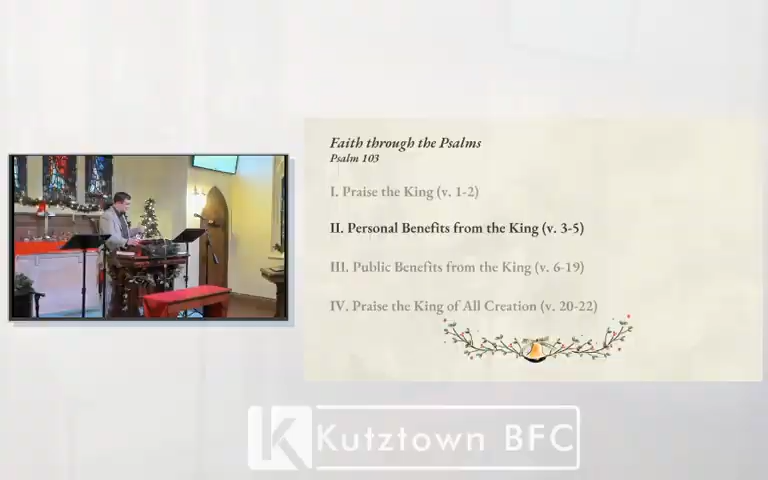 Faith through the Psalms
Psalm 103
I. Praise the King (v. 1-2)
II. Personal Benefits from the King (v. 3-5)
III. Public Benefits from the King (v. 6-19)
IV. Praise the King of All Creation (v. 20-22)
K Kutztown BFC